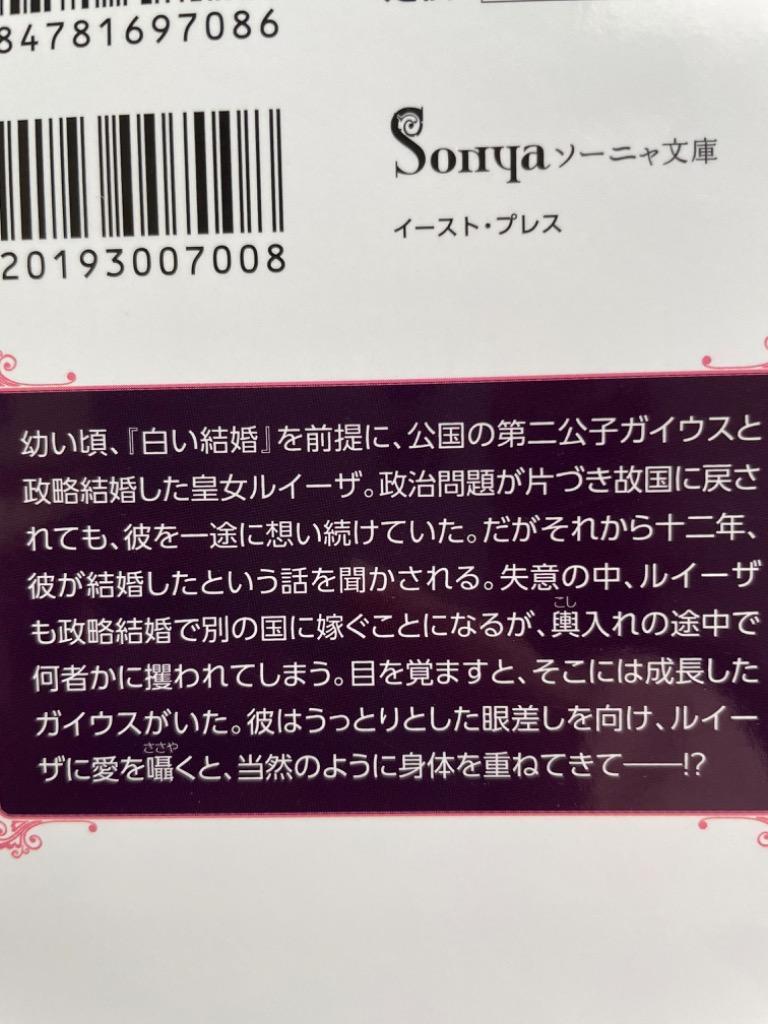 84781697086
Sonya ソーニャ文庫
イースト・プレス
20193007008
幼い頃、『白い結婚』を前提に、公国の第二公子ガイウスと
政略結婚した皇女ルイーザ。政治問題が片づき故国に戻さ
れても、彼を一途に想い続けていた。だがそれから十二年、
彼が結婚したという話を聞かされる。失意の中、ルイーザ
も政略結婚で別の国に嫁ぐことになるが、輿入れの途中で
何者かに攫われてしまう。目を覚ますと、そこには成長した
ガイウスがいた。彼はうっとりとした眼差しを向け、ルイー
ザに愛を囁くと、当然のように身体を重ねてきて――!?